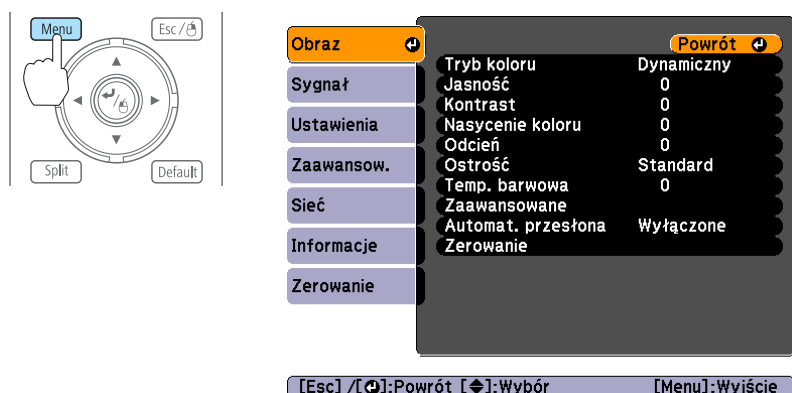 Menu
Esc/
Split
Default
Obraz
Sygnał
Ustawienia
Zaawansow.
Sieć
Informacje
Zerowanie
Powrót
Tryb koloru Dynamiczny
Jasność 0
Kontrast 0
Nasycenie koloru 0
Odcień 0
Ostrość Standard
Temp. barwowa 0
Zaawansowane
Automat. przesłona Wyłączone
Zerowanie
[Esc] /[⏎]:Powrót [◆]:Wybór [Menu]:Wyjście